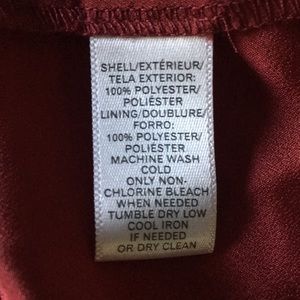 SHELL/EXTÉRIEUR/
TELA EXTERIOR:
100% POLYESTER/
POLIÉSTER
LINING/DOUBLURE/
FORRO:
100% POLYESTER/
POLIÉSTER
MACHINE WASH
COLD
ONLY NON-
CHLORINE BLEACH
WHEN NEEDED
TUMBLE DRY LOW
COOL IRON
IF NEEDED
OR DRY CLEAN